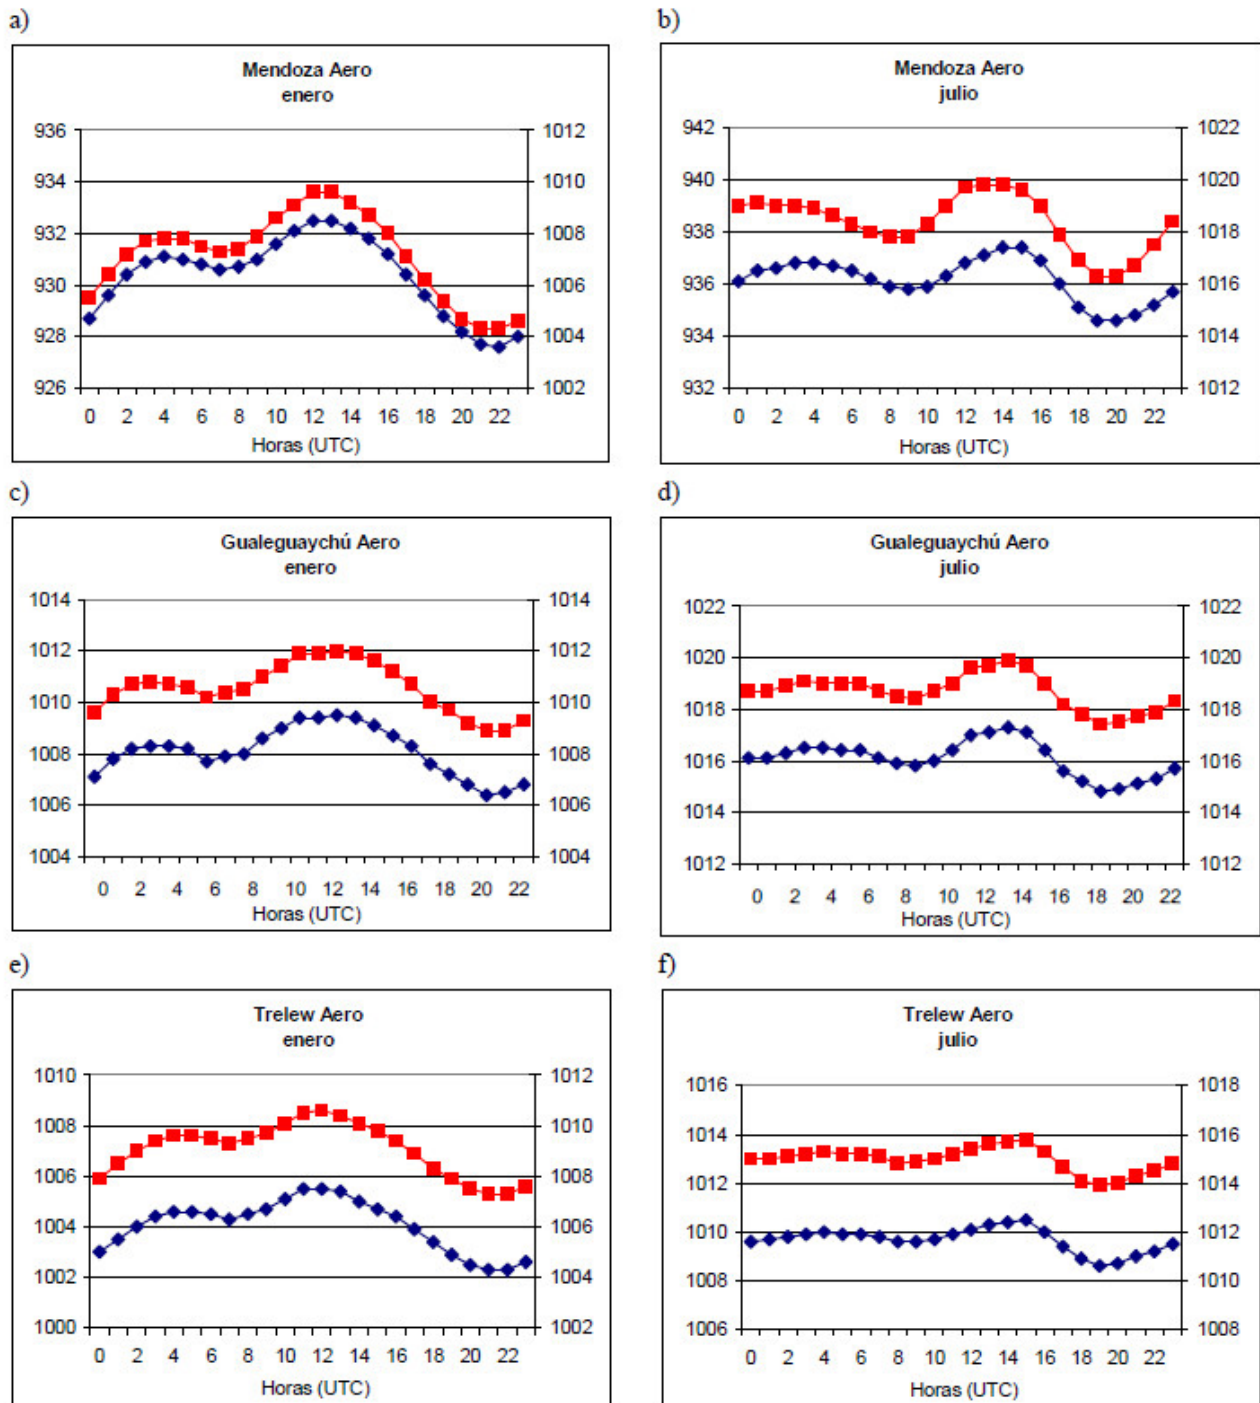 a)
Mendoza Aero
enero
936 1012
934 1010
932 1008
930 1006
928 1004
926 1002
0 2 4 6 8 10 12 14 16 18 20 22
Horas (UTC)
b)
Mendoza Aero
julio
942 1022
940 1020
938 1018
936 1016
934 1014
932 1012
0 2 4 6 8 10 12 14 16 18 20 22
Horas (UTC)
c)
Gualeguaychú Aero
enero
1014 1014
1012 1012
1010 1010
1008 1008
1006 1006
1004 1004
0 2 4 6 8 10 12 14 16 18 20 22
Horas (UTC)
d)
Gualeguaychú Aero
julio
1022 1022
1020 1020
1018 1018
1016 1016
1014 1014
1012 1012
0 2 4 6 8 10 12 14 16 18 20 22
Horas (UTC)
e)
Trelew Aero
enero
1010 1012
1008 1010
1006 1008
1004 1006
1002 1004
1000 1002
0 2 4 6 8 10 12 14 16 18 20 22
Horas (UTC)
f)
Trelew Aero
julio
1016 1018
1014 1016
1012 1014
1010 1012
1008 1010
1006 1008
0 2 4 6 8 10 12 14 16 18 20 22
Horas (UTC)